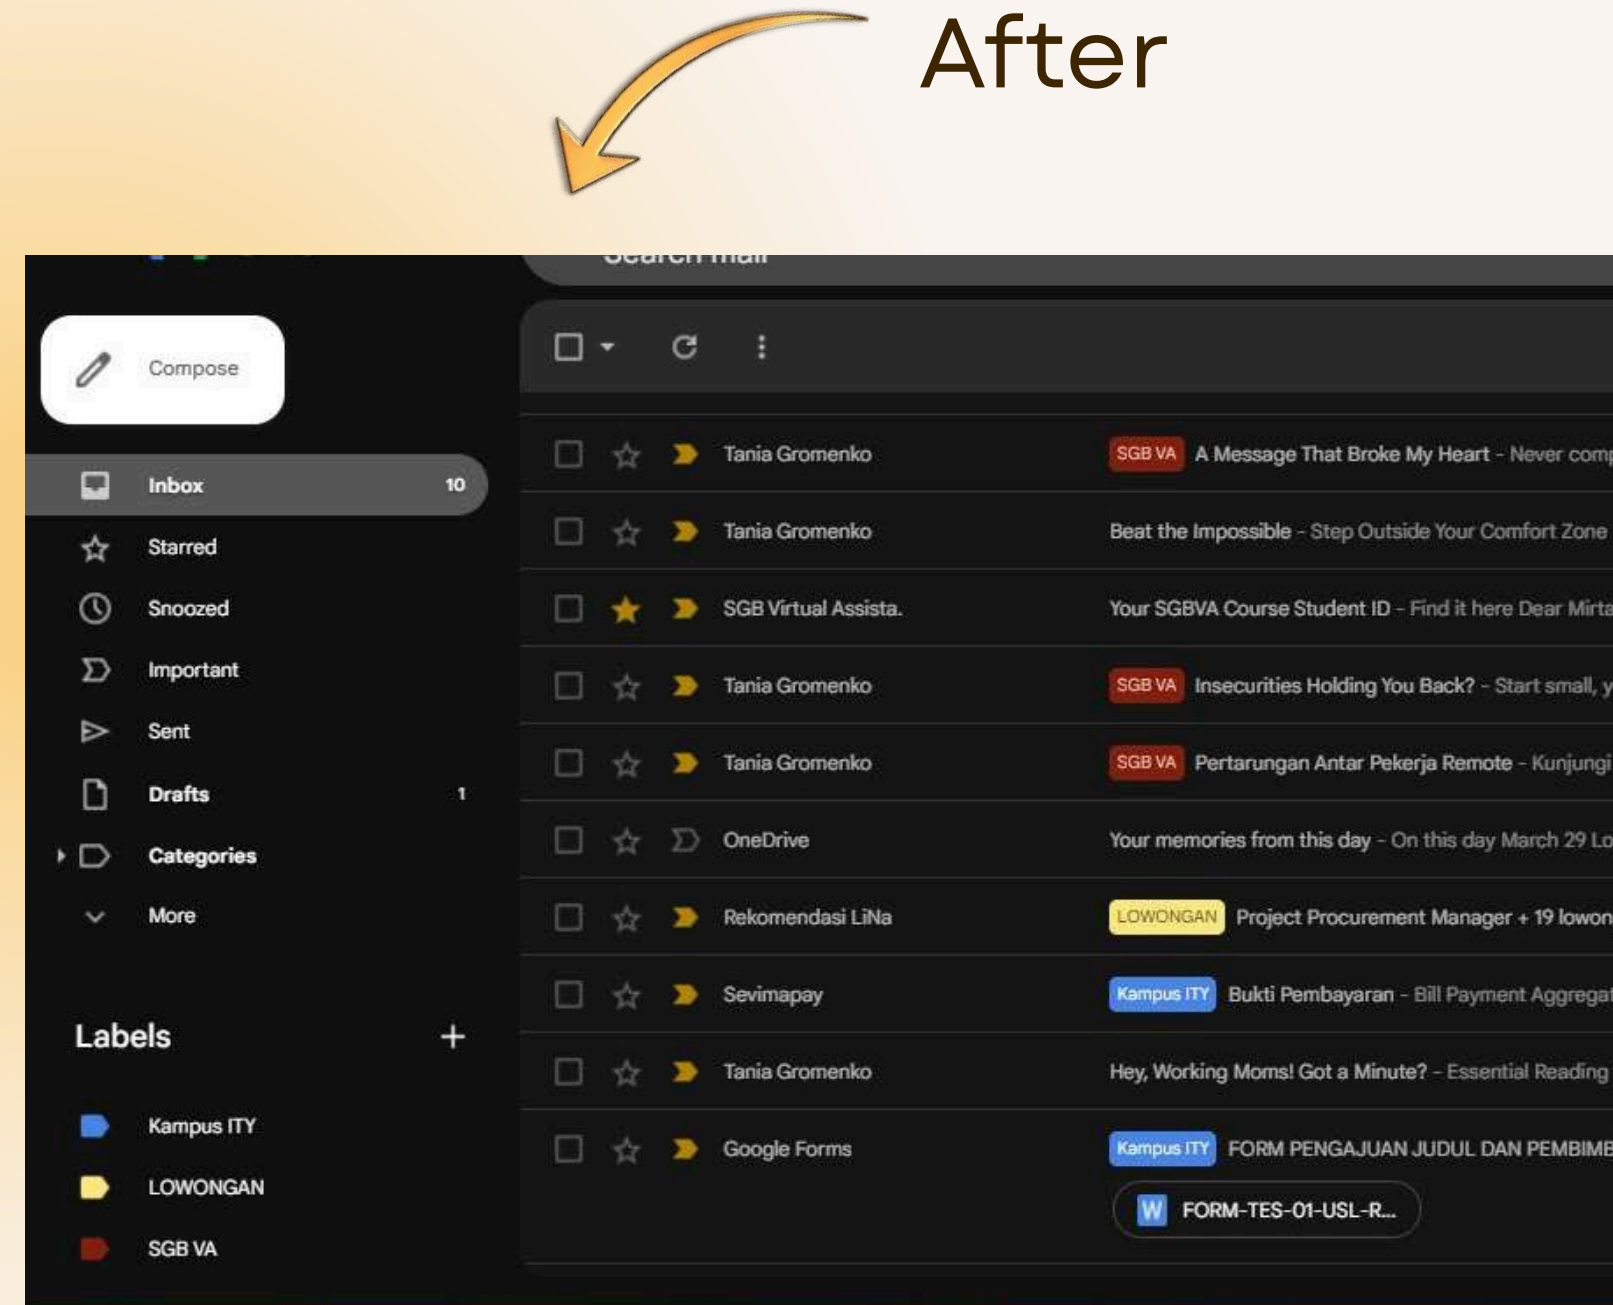 After
Search mail
Compose
Inbox 10
Starred
Snoozed
Important
Sent
Drafts 1
Categories
More
Labels
Kampus ITY
LOWONGAN
SGB VA
Tania Gromenko SGB VA A Message That Broke My Heart - Never comp
Tania Gromenko Beat the Impossible - Step Outside Your Comfort Zone
SGB Virtual Assista. Your SGBVA Course Student ID - Find it here Dear Mirta
Tania Gromenko SGB VA Insecurities Holding You Back? - Start small, y
Tania Gromenko SGB VA Pertarungan Antar Pekerja Remote - Kunjungi
OneDrive Your memories from this day - On this day March 29 Lo
Rekomendasi LiNa LOWONGAN Project Procurement Manager + 19 lowon
Sevimapay Kampus ITY Bukti Pembayaran - Bill Payment Aggregat
Tania Gromenko Hey, Working Moms! Got a Minute? - Essential Reading
Google Forms Kampus ITY FORM PENGAJUAN JUDUL DAN PEMBIMB
W FORM-TES-01-USL-R...